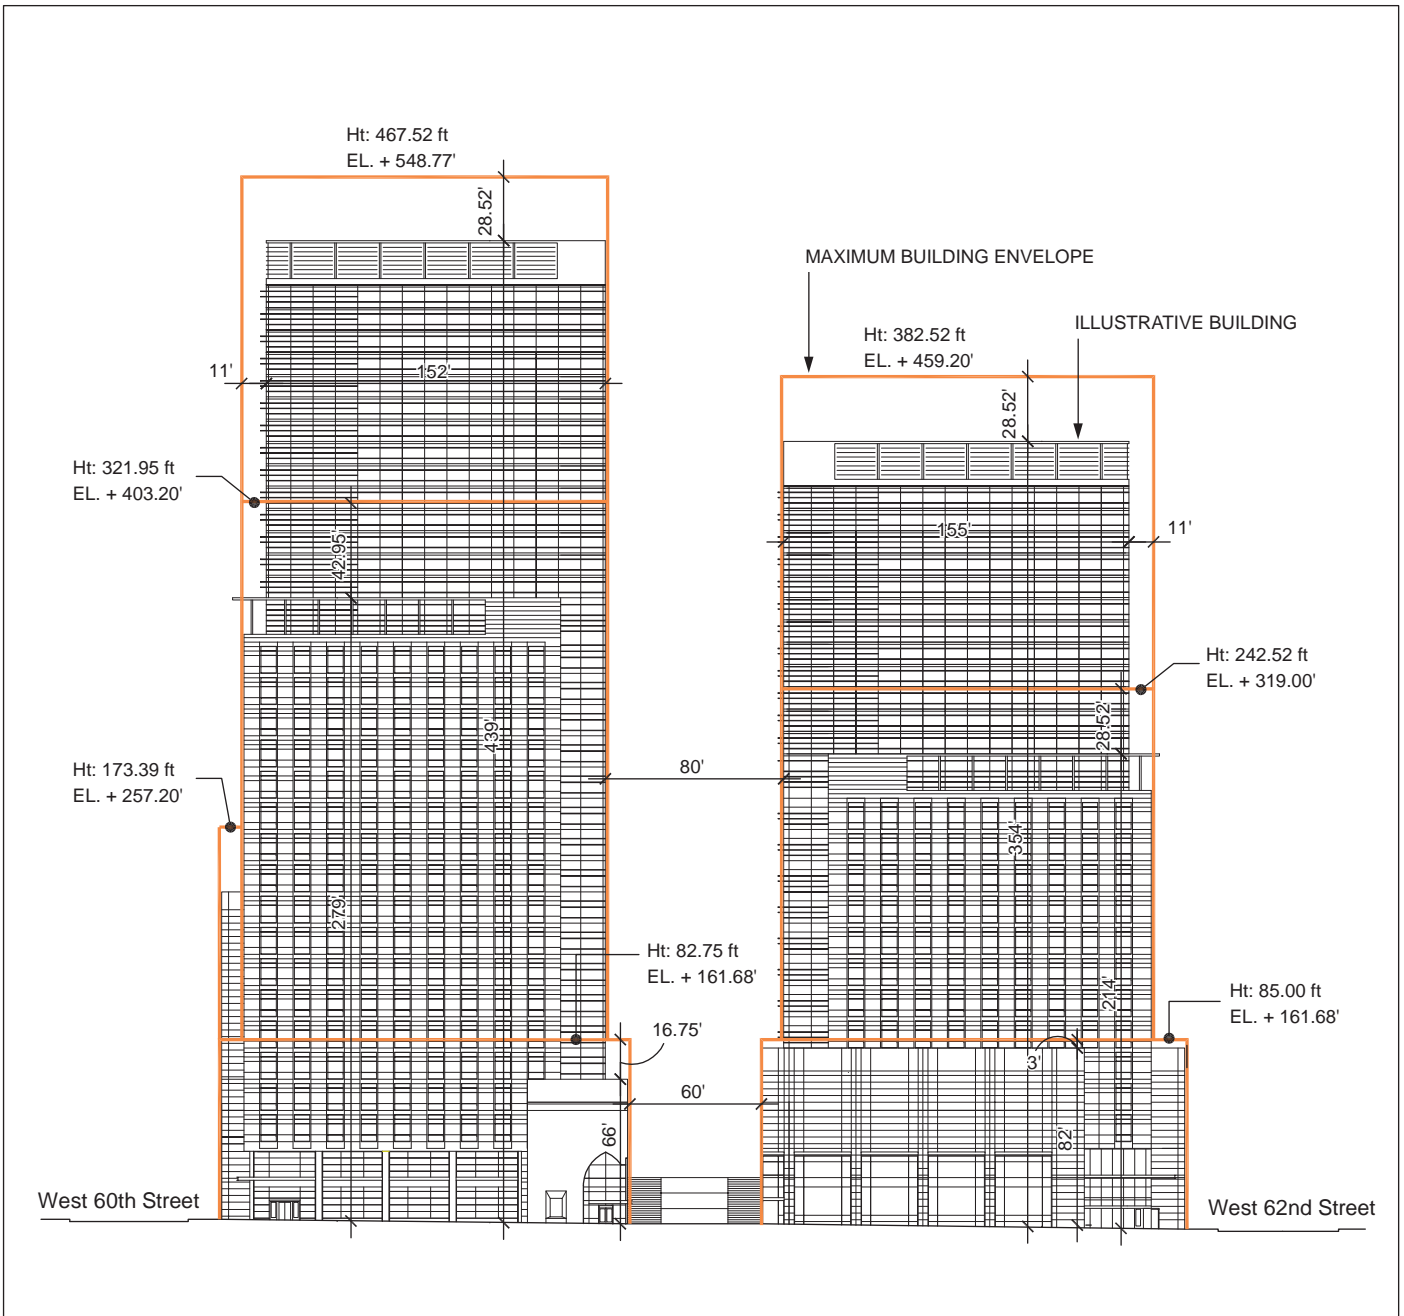 Ht: 467.52 ft
EL. + 548.77'
28.52'
MAXIMUM BUILDING ENVELOPE
ILLUSTRATIVE BUILDING
Ht: 382.52 ft
EL. + 459.20'
11'
152'
28.52'
Ht: 321.95 ft
EL. + 403.20'
42.95'
155'
11'
Ht: 242.52 ft
EL. + 319.00'
28.52'
439'
80'
Ht: 173.39 ft
EL. + 257.20'
354'
279'
Ht: 82.75 ft
EL. + 161.68'
214'
Ht: 85.00 ft
EL. + 161.68'
16.75'
3'
60'
66'
82'
West 60th Street
West 62nd Street